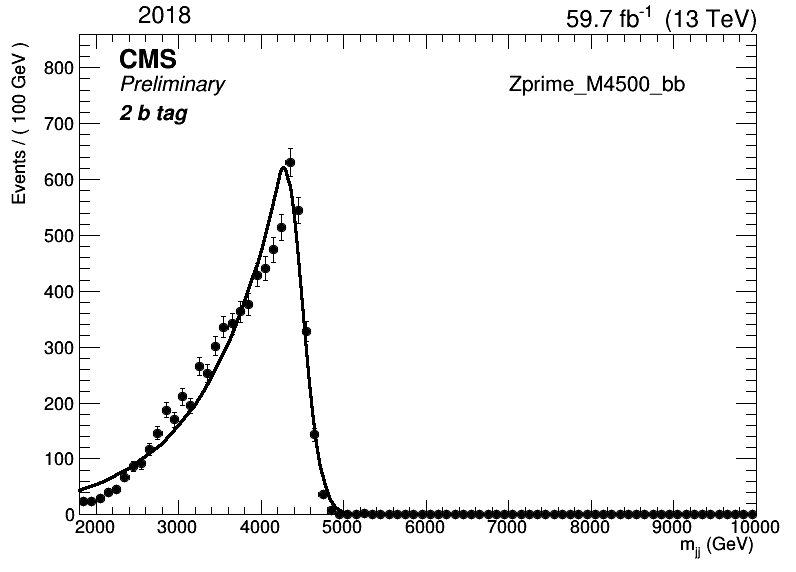 2018 59.7 fb⁻¹ (13 TeV)
CMS
Preliminary
2 b tag
Zprime_M4500_bb
Events / ( 100 GeV )
800
700
600
500
400
300
200
100
0
2000 3000 4000 5000 6000 7000 8000 9000 10000
m_jj (GeV)